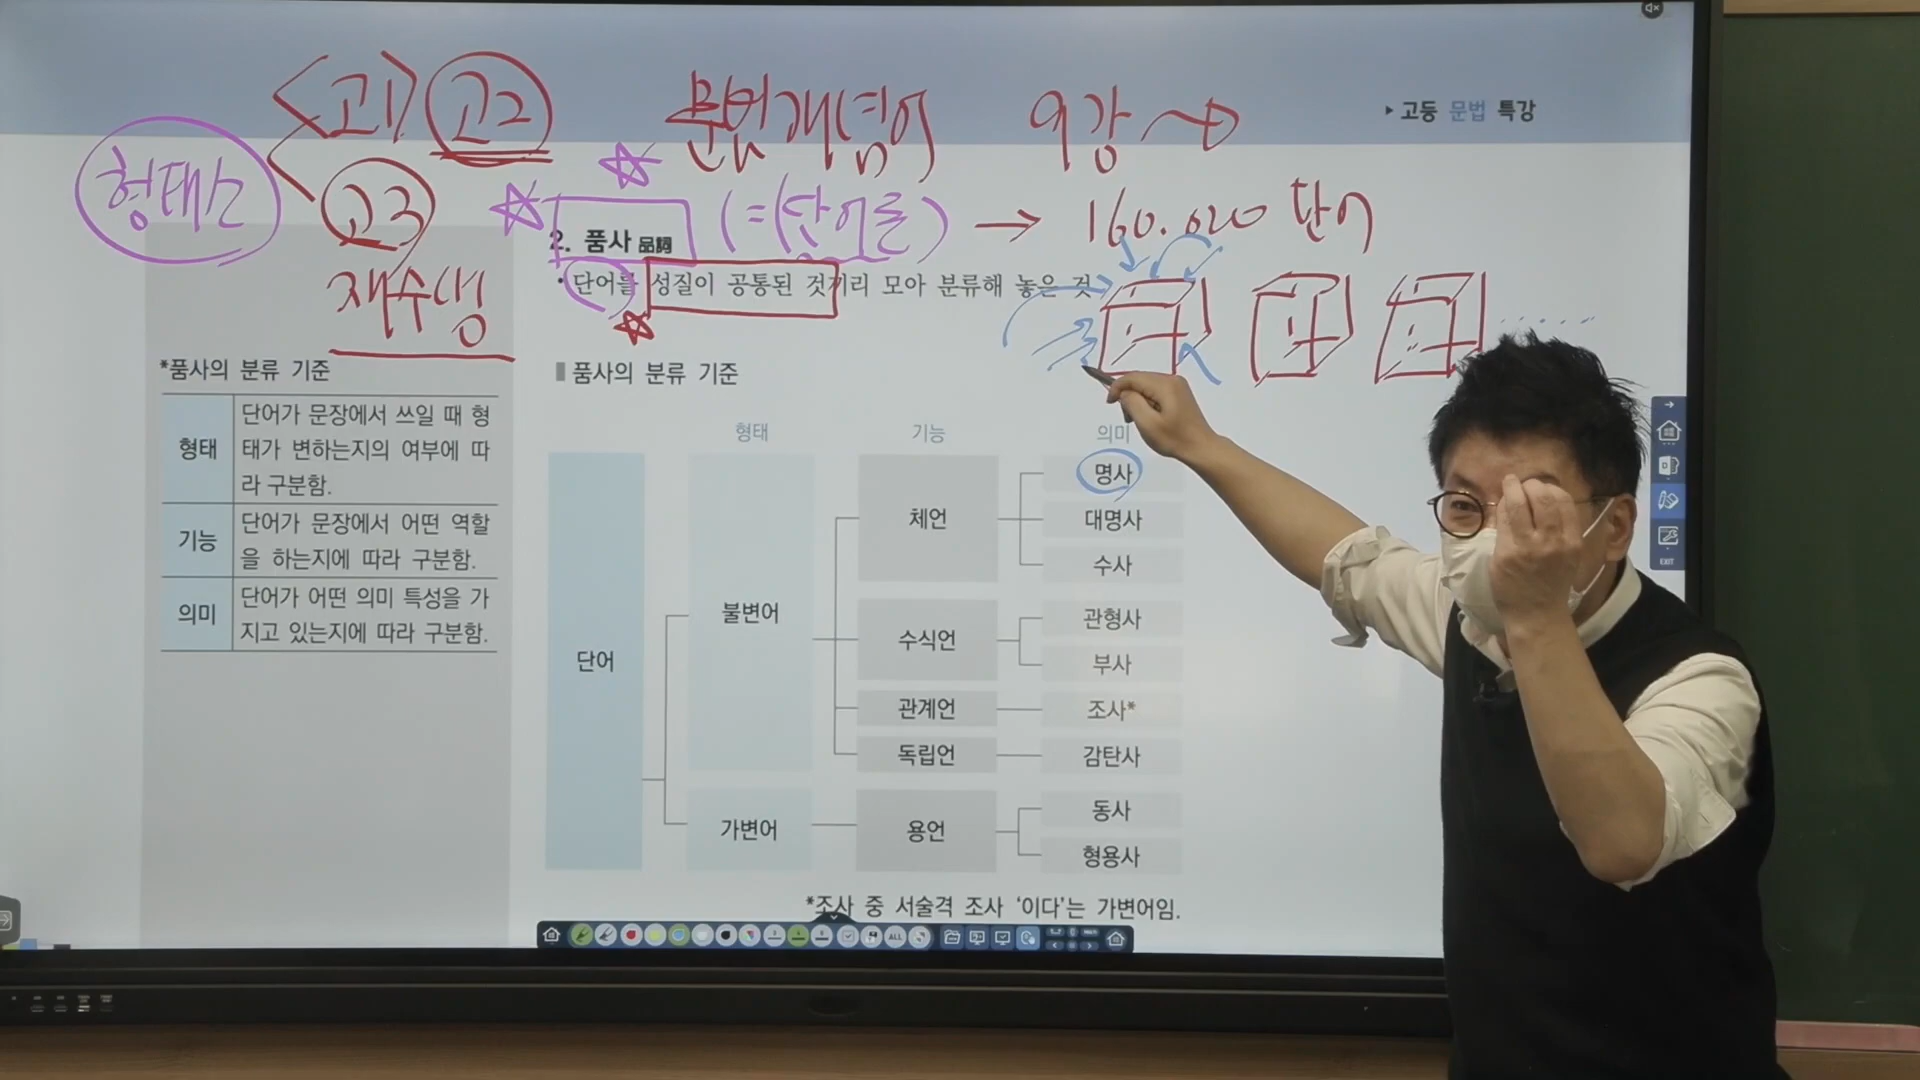 <고1> 고2 문법개념어 9강
▶ 고등 문법 특강
형태소
고3
재수생
2. 품사 品詞 (=(단어를) → 160.020 단어
• 단어를 성질이 공통된 것끼리 모아 분류해 놓은 것
*품사의 분류 기준
형태 단어가 문장에서 쓰일 때 형
태가 변하는지의 여부에 따
라 구분함.
기능 단어가 문장에서 어떤 역할
을 하는지에 따라 구분함.
의미 단어가 어떤 의미 특성을 가
지고 있는지에 따라 구분함.
품사의 분류 기준
형태 기능 의미
단어
불변어
체언
명사
대명사
수사
수식언
관형사
부사
관계언
조사*
독립언
감탄사
가변어
용언
동사
형용사
*조사 중 서술격 조사 ‘이다’는 가변어임.
ALL
EXIT